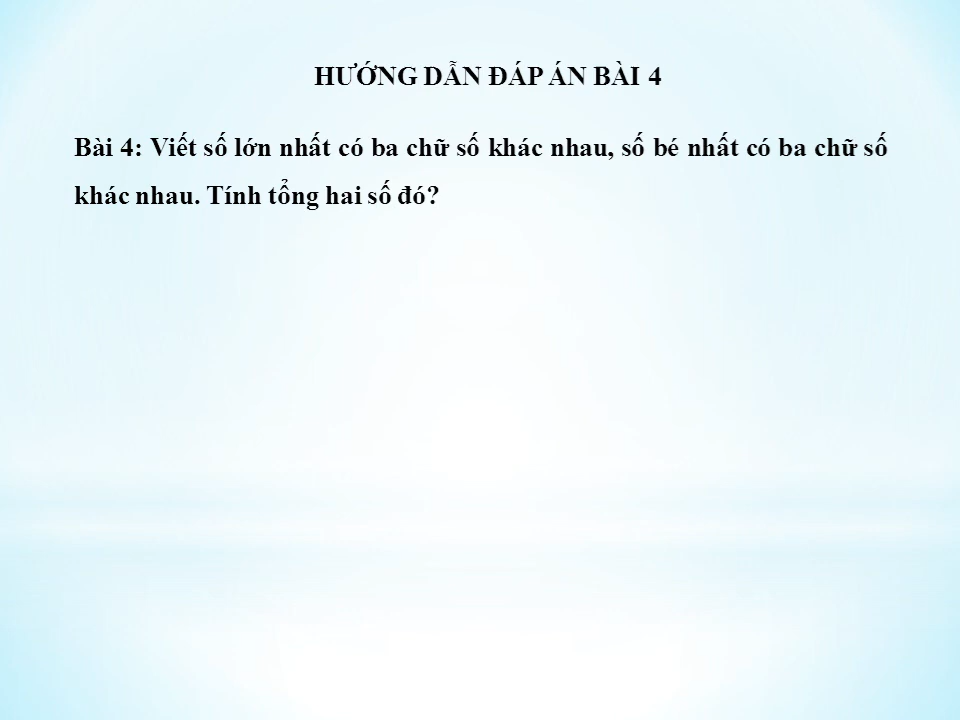 HƯỚNG DẪN ĐÁP ÁN BÀI 4
Bài 4: Viết số lớn nhất có ba chữ số khác nhau, số bé nhất có ba chữ số
khác nhau. Tính tổng hai số đó?